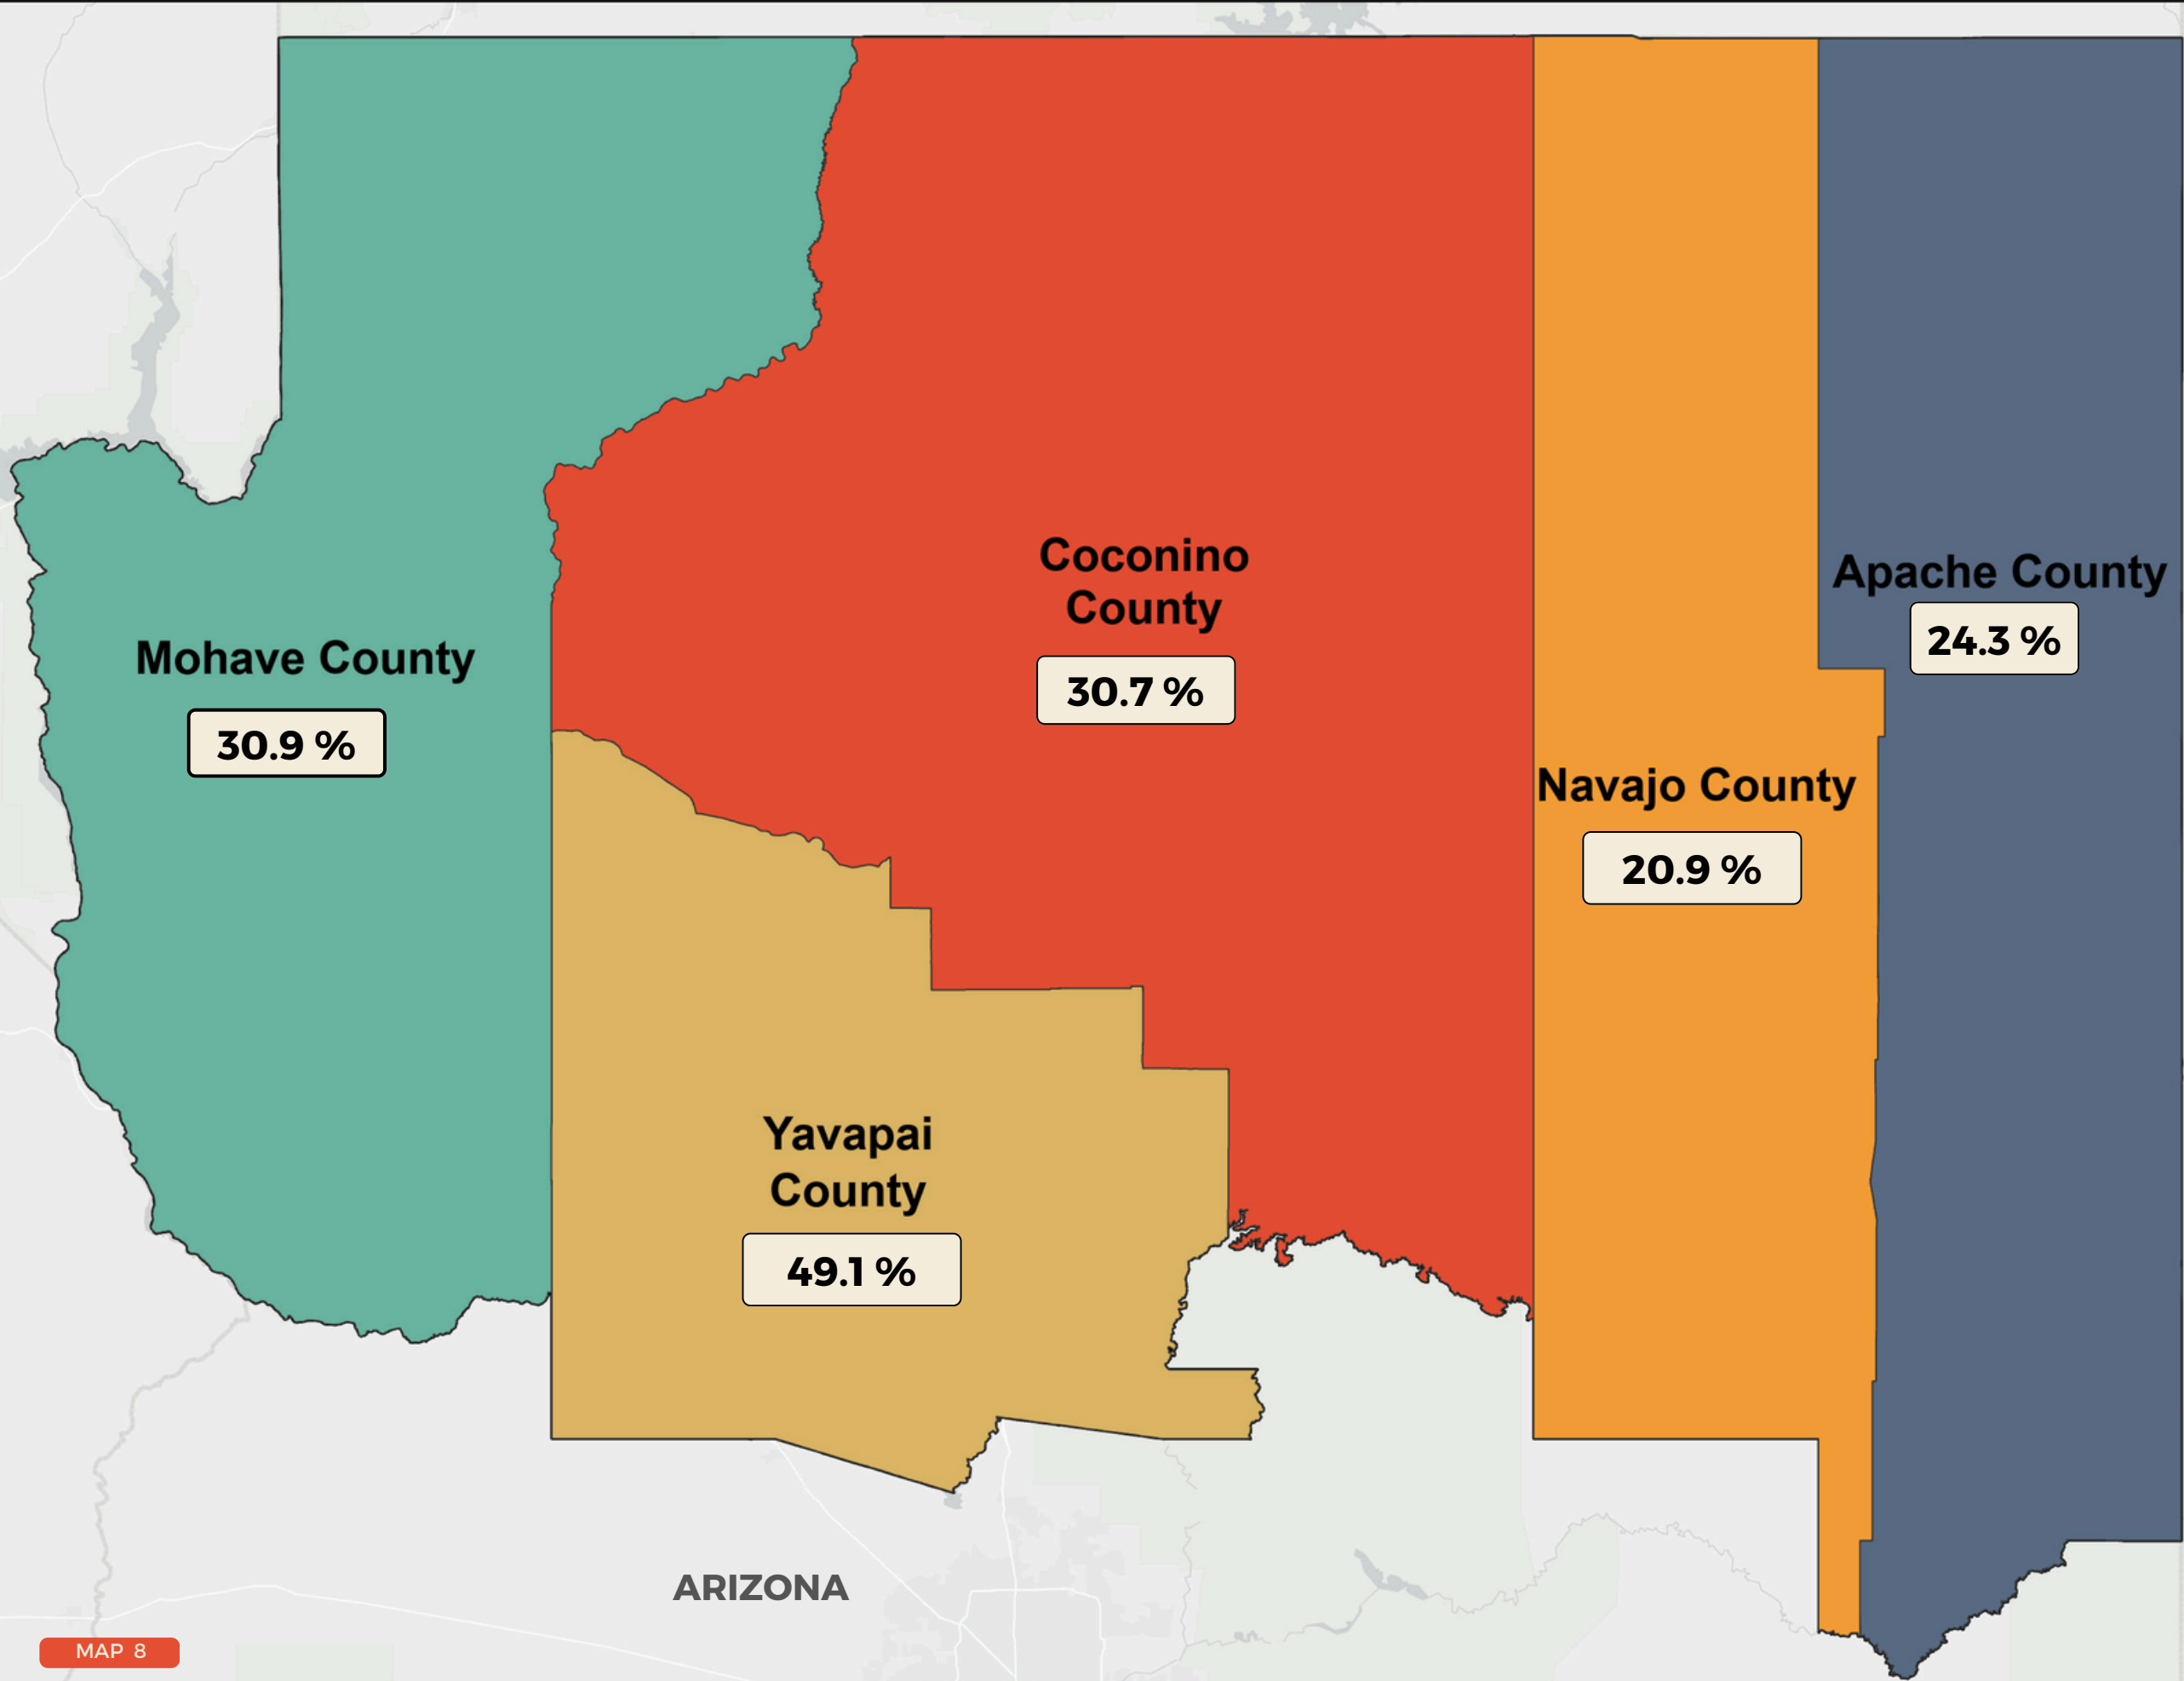 Coconino
County
30.7 %
Apache County
24.3 %
Mohave County
30.9 %
Navajo County
20.9 %
Yavapai
County
49.1 %
ARIZONA
MAP 8